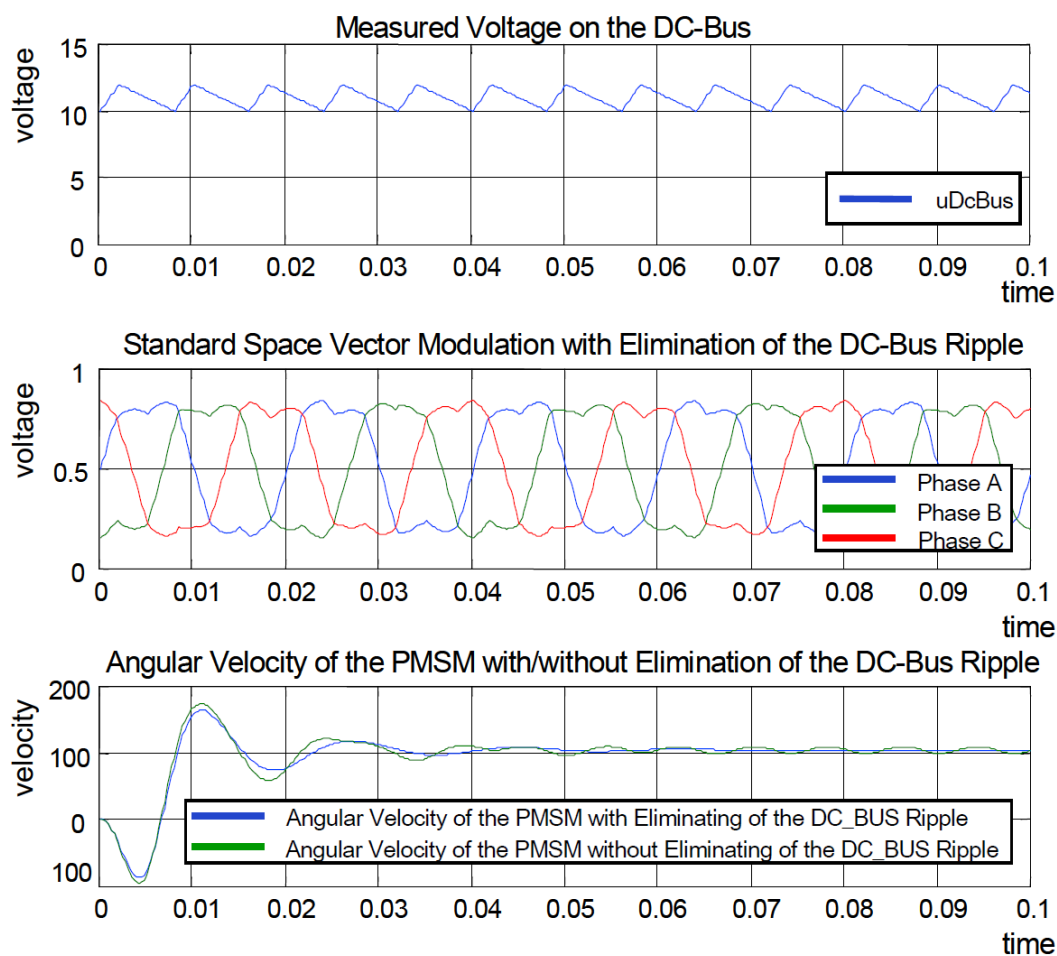 Measured Voltage on the DC-Bus
voltage
15
10
5
0
uDcBus
0 0.01 0.02 0.03 0.04 0.05 0.06 0.07 0.08 0.09 0.1
time
Standard Space Vector Modulation with Elimination of the DC-Bus Ripple
voltage
1
0.5
0
Phase A
Phase B
Phase C
0 0.01 0.02 0.03 0.04 0.05 0.06 0.07 0.08 0.09 0.1
time
Angular Velocity of the PMSM with/without Elimination of the DC-Bus Ripple
velocity
200
100
0
100
Angular Velocity of the PMSM with Eliminating of the DC_BUS Ripple
Angular Velocity of the PMSM without Eliminating of the DC_BUS Ripple
0 0.01 0.02 0.03 0.04 0.05 0.06 0.07 0.08 0.09 0.1
time